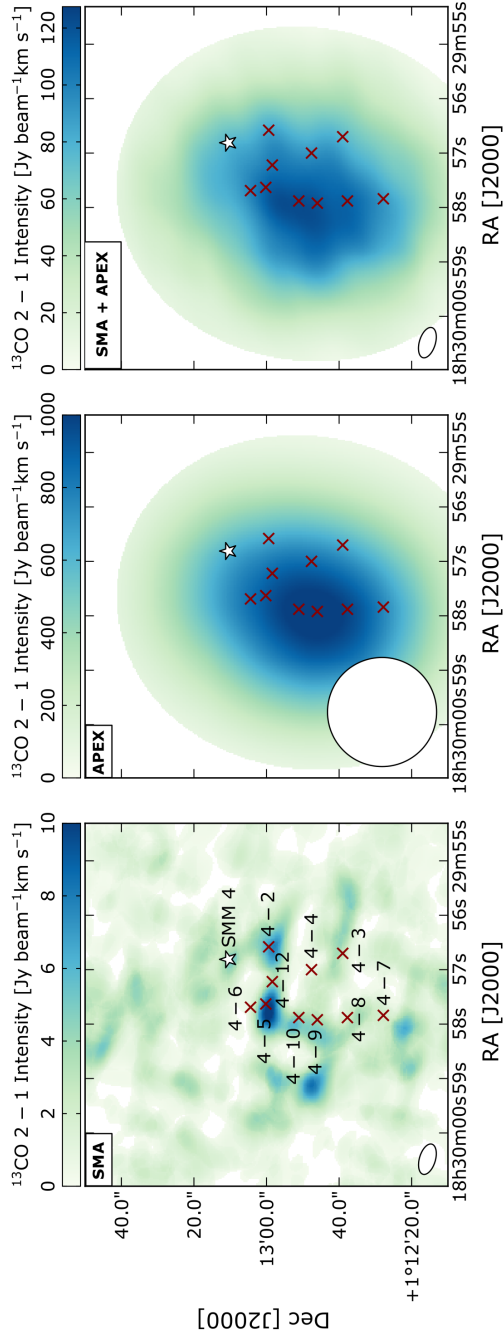 ¹³CO 2 − 1 Intensity [Jy beam⁻¹km s⁻¹]
0 2 4 6 8 10
SMA
SMM 4
4 − 6
4 − 5
4 − 2
4 − 12
4 − 10
4 − 4
4 − 9
4 − 3
4 − 8
4 − 7
40.0"
20.0"
13'00.0"
40.0"
+1°12'20.0"
Dec [J2000]
18h30m00s 59s 58s 57s 56s 29m55s
RA [J2000]
¹³CO 2 − 1 Intensity [Jy beam⁻¹km s⁻¹]
0 200 400 600 800 1000
APEX
18h30m00s 59s 58s 57s 56s 29m55s
RA [J2000]
¹³CO 2 − 1 Intensity [Jy beam⁻¹km s⁻¹]
0 20 40 60 80 100 120
SMA + APEX
18h30m00s 59s 58s 57s 56s 29m55s
RA [J2000]